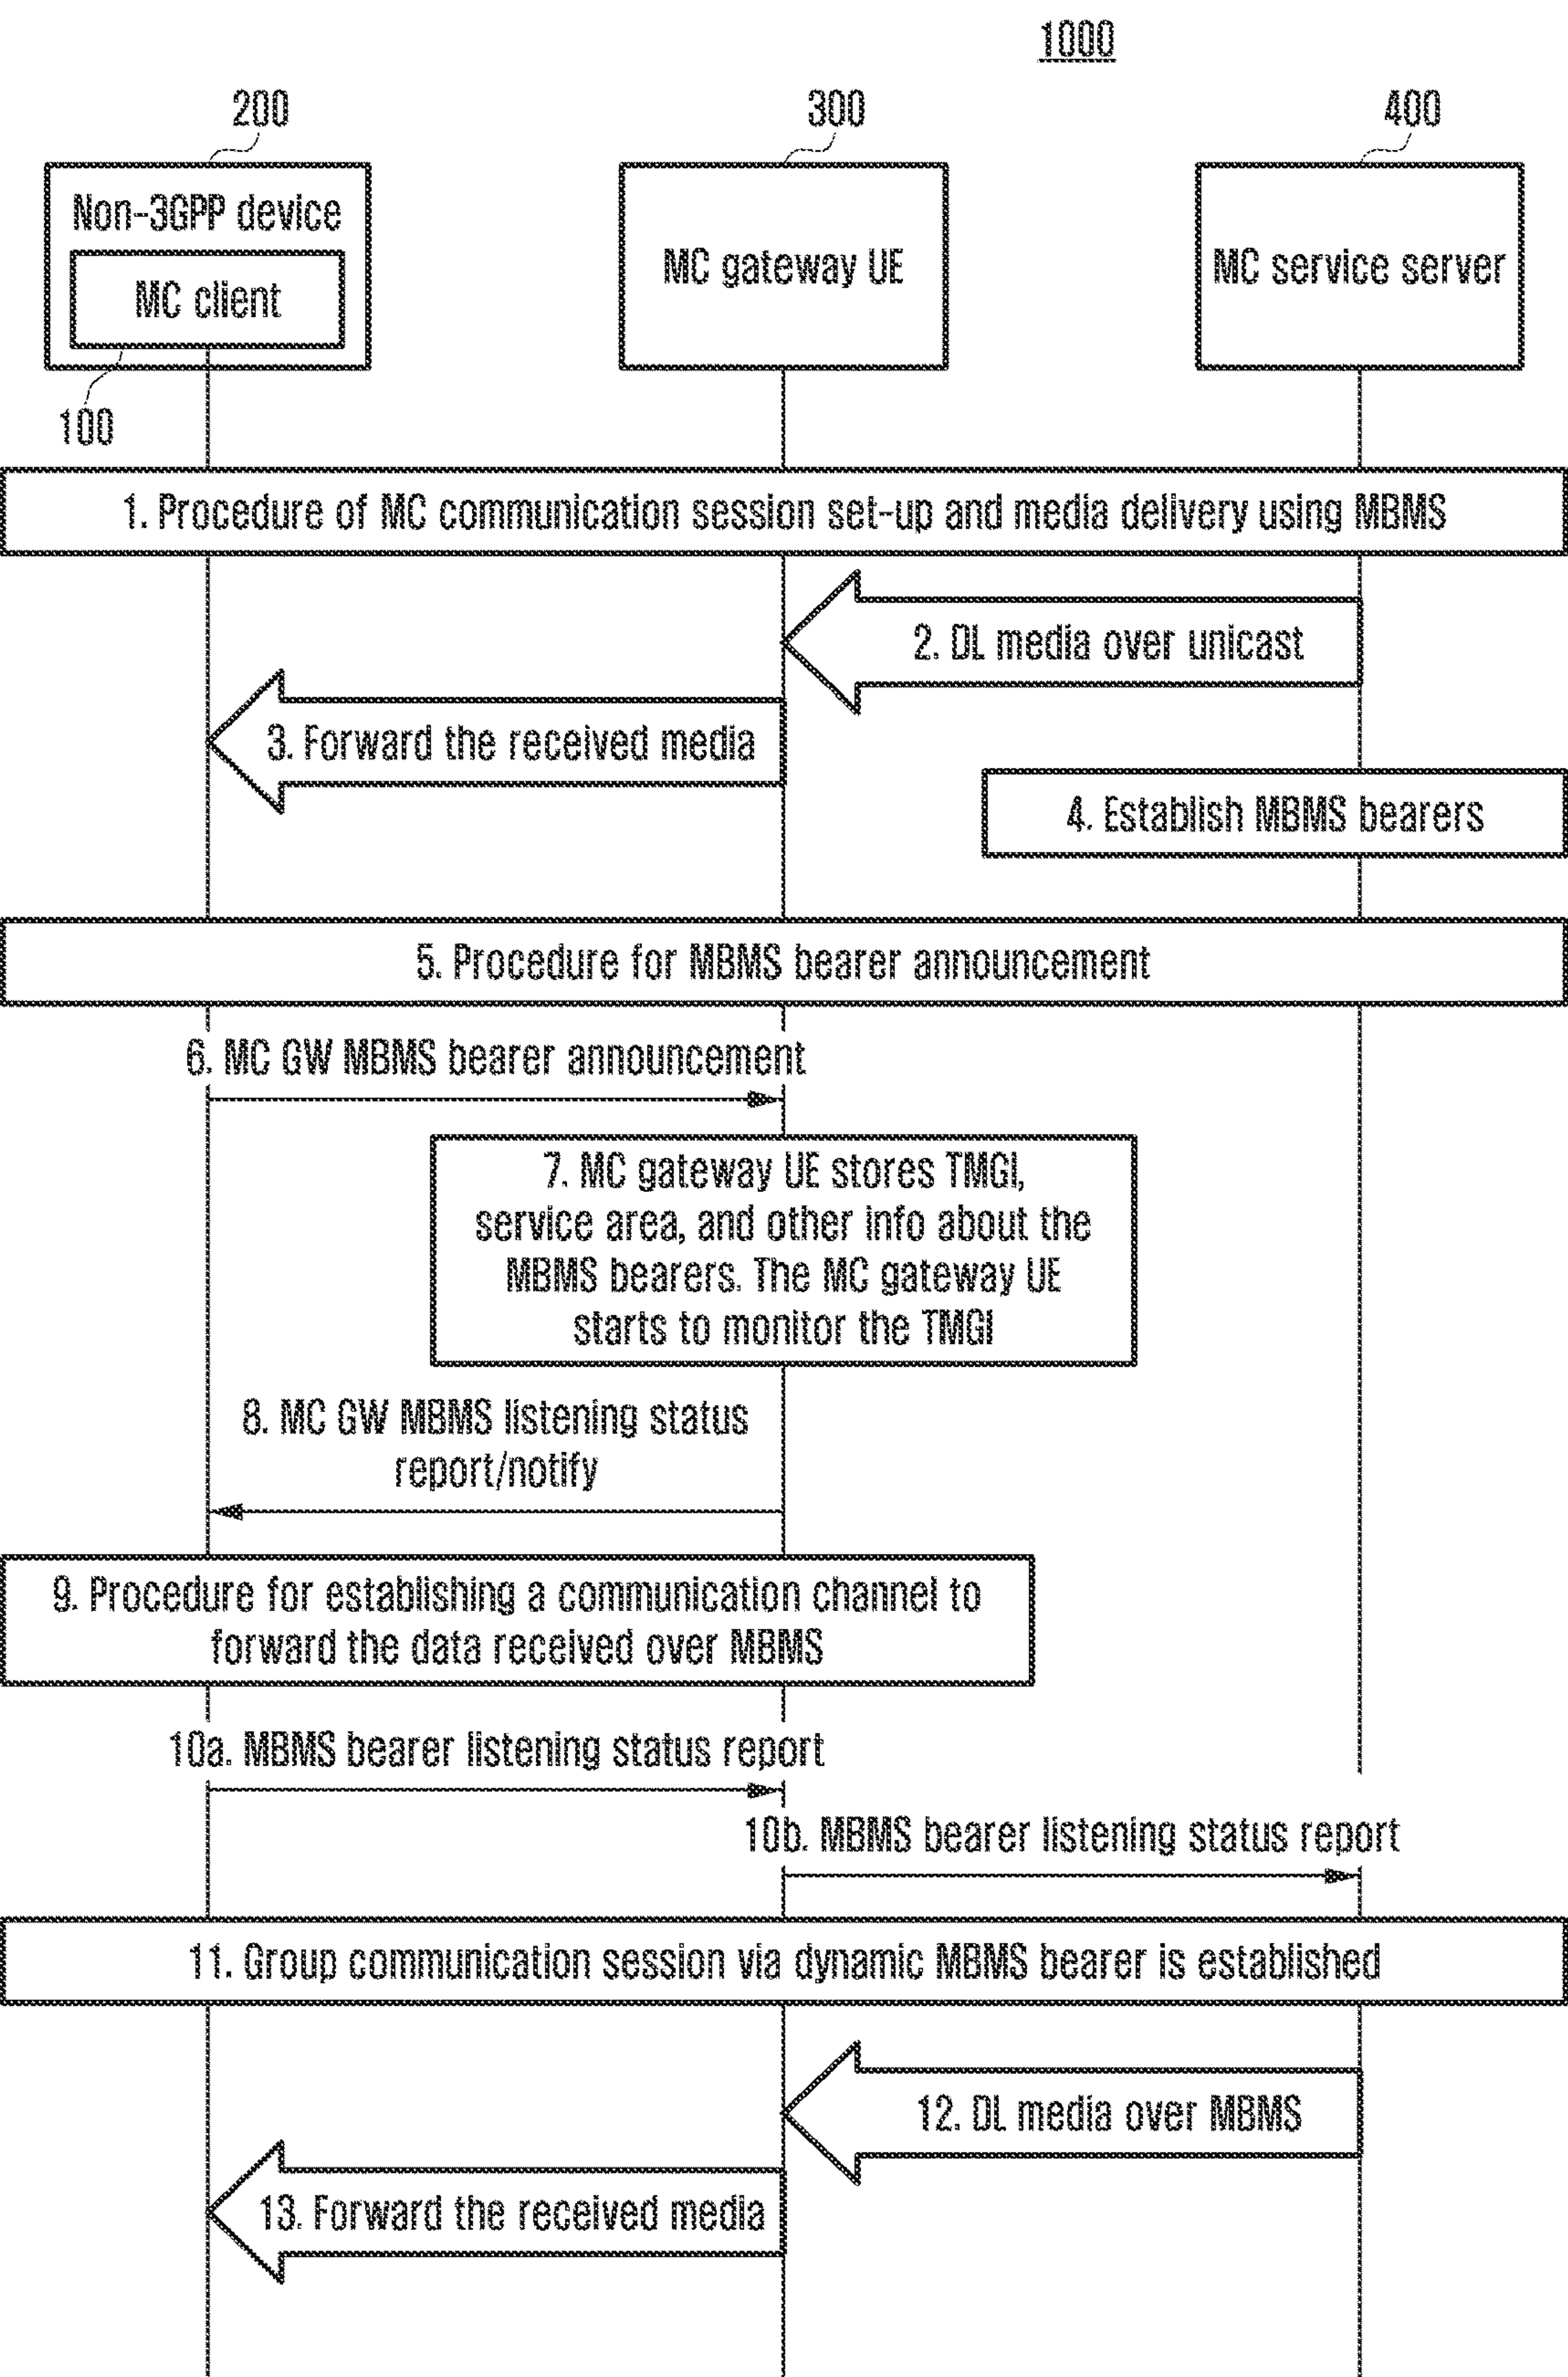 1000
200
300
400
Non-3GPP device
MC client
MC gateway UE
MC service server
100
1. Procedure of MC communication session set-up and media delivery using MBMS
2. DL media over unicast
3. Forward the received media
4. Establish MBMS bearers
5. Procedure for MBMS bearer announcement
6. MC GW MBMS bearer announcement
7. MC gateway UE stores TMGI,
service area, and other info about the
MBMS bearers. The MC gateway UE
starts to monitor the TMGI
8. MC GW MBMS listening status
report/notify
9. Procedure for establishing a communication channel to
forward the data received over MBMS
10a. MBMS bearer listening status report
10b. MBMS bearer listening status report
11. Group communication session via dynamic MBMS bearer is established
12. DL media over MBMS
13. Forward the received media